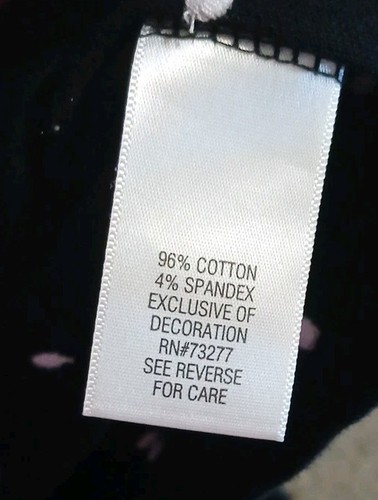 96% COTTON
4% SPANDEX
EXCLUSIVE OF
DECORATION
RN#73277
SEE REVERSE
FOR CARE